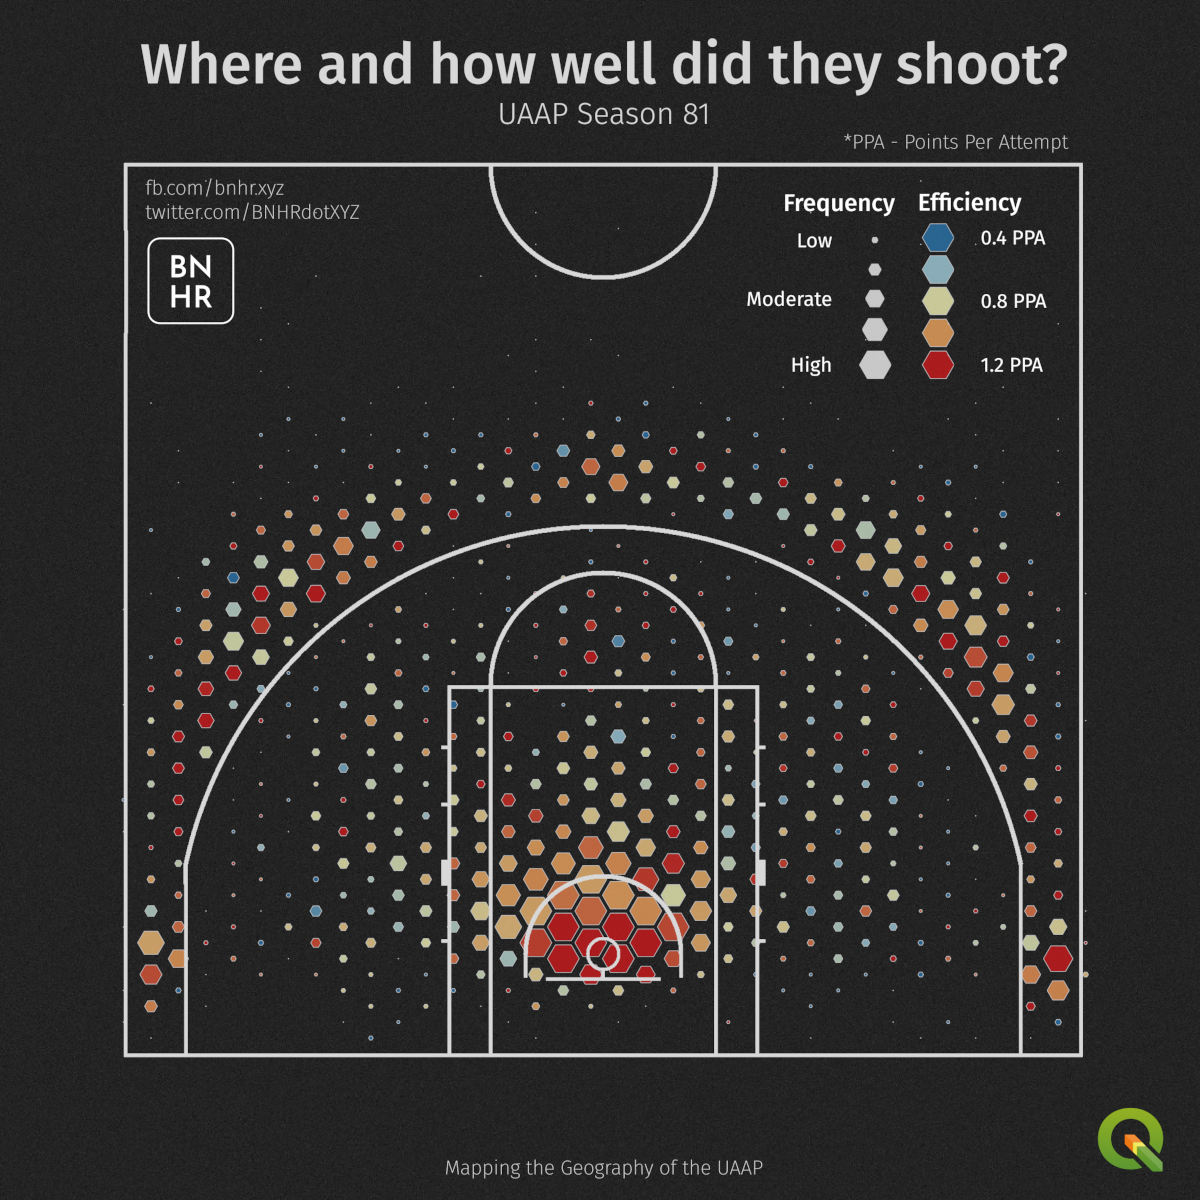 Where and how well did they shoot?
UAAP Season 81
*PPA - Points Per Attempt
fb.com/bnhr.xyz
twitter.com/BNHRdotXYZ
BN
HR
Frequency Efficiency
Low 0.4 PPA
Moderate 0.8 PPA
High 1.2 PPA
Mapping the Geography of the UAAP